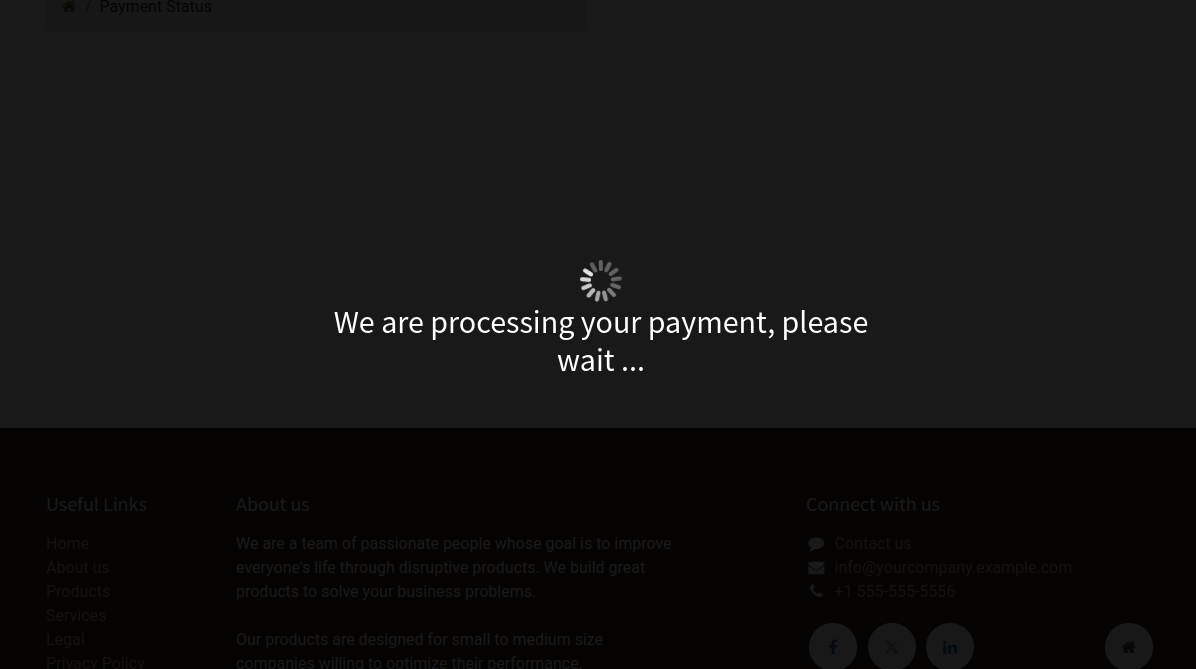 / Payment Status
We are processing your payment, please
wait ...
Useful Links
Home
About us
Products
Services
Legal
Privacy Policy
About us
We are a team of passionate people whose goal is to improve
everyone's life through disruptive products. We build great
products to solve your business problems.
Our products are designed for small to medium size
companies willing to optimize their performance.
Connect with us
Contact us
info@yourcompany.example.com
+1 555-555-5556